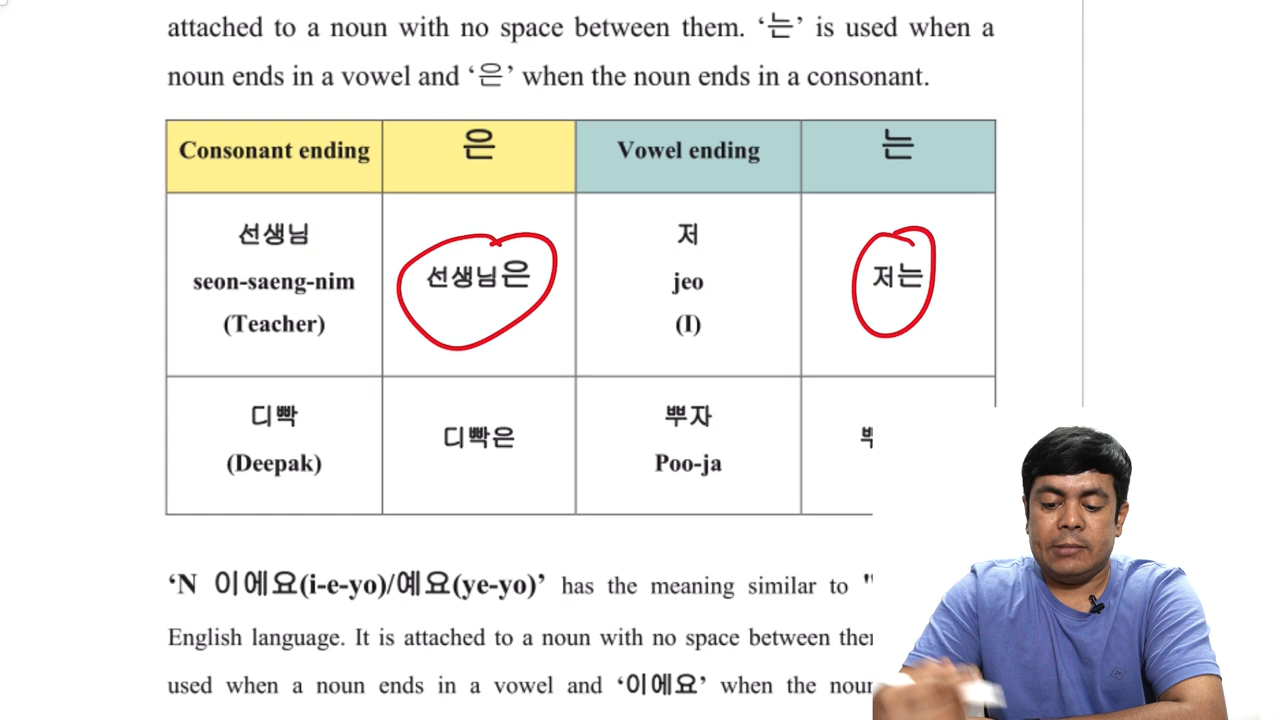 attached to a noun with no space between them. ‘는’ is used when a
noun ends in a vowel and ‘은’ when the noun ends in a consonant.
Consonant ending 은 Vowel ending 는
선생님
seon-saeng-nim
(Teacher)
선생님은
저
jeo
(I)
저는
디빡
(Deepak)
디빡은
뿌자
Poo-ja
‘N 이에요(i-e-yo)/예요(ye-yo)’ has the meaning similar to "
English language. It is attached to a noun with no space between
used when a noun ends in a vowel and ‘이에요’ when the